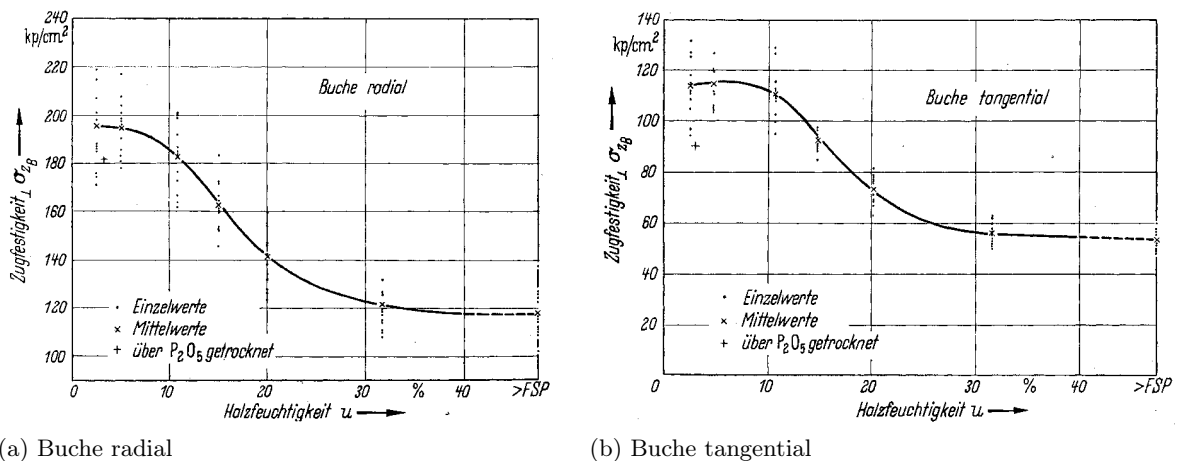 240
kp/cm²
220
200
180
160
140
120
100
Zugfestigkeit⊥ σzB
Buche radial
· Einzelwerte
× Mittelwerte
+ über P₂O₅ getrocknet
0 10 20 30 % 40 >FSP
Holzfeuchtigkeit u
(a) Buche radial
140
kp/cm²
120
100
80
60
40
20
Zugfestigkeit⊥ σzB
Buche tangential
· Einzelwerte
× Mittelwerte
+ über P₂O₅ getrocknet
0 10 20 30 % 40 >FSP
Holzfeuchtigkeit u
(b) Buche tangential